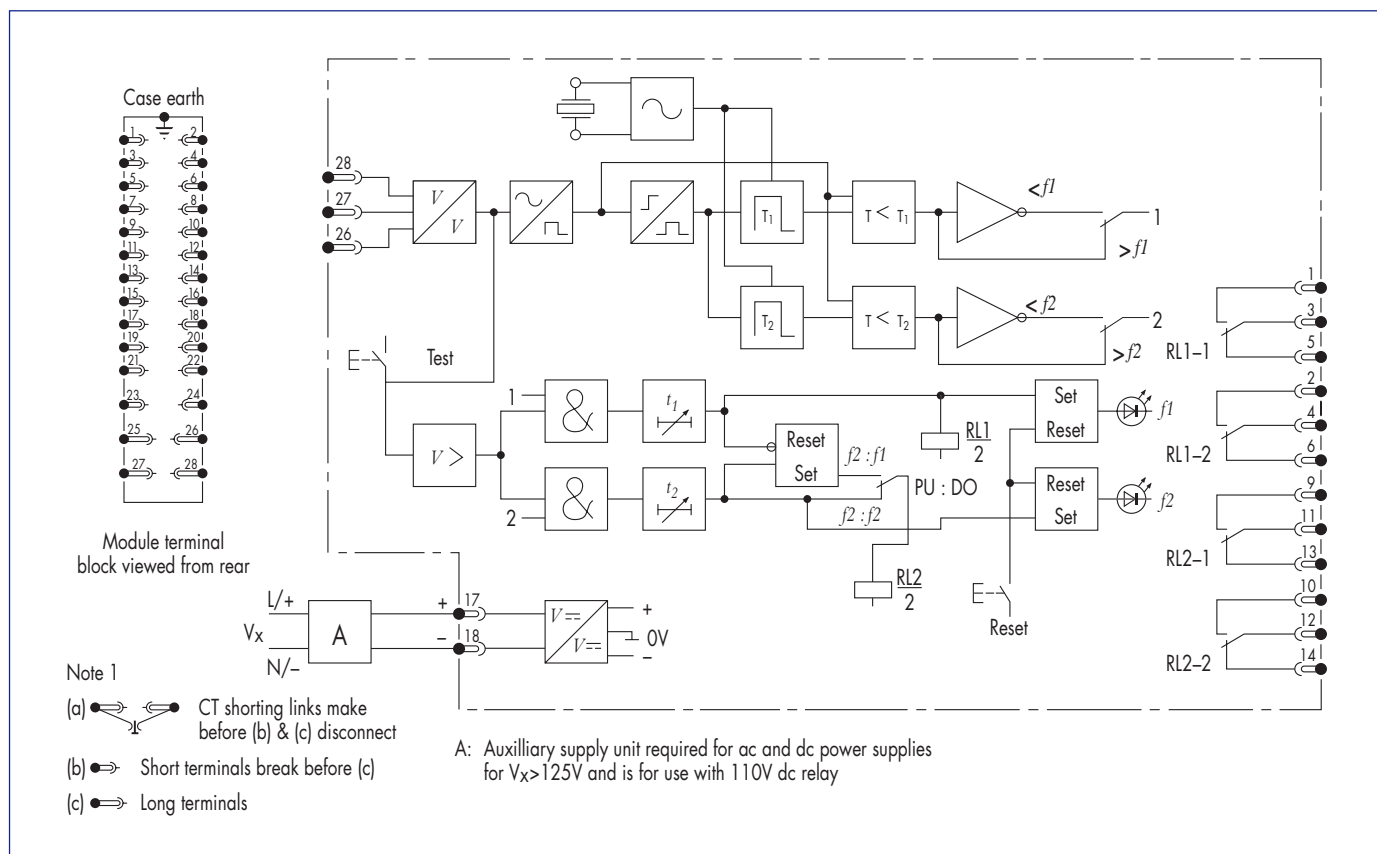 Case earth
1 2
3 4
5 6
7 8
9 10
11 12
13 14
15 16
17 18
19 20
21 22
23 24
25 26
27 28
Module terminal
block viewed from rear
28
27
26
V
V
T1
T < T1
<f1
1
>f1
T2
T < T2
<f2
2
>f2
Test
V >
1
&
t1
2
&
t2
Reset
Set
f2 : f1
f2 : f2
PU : DO
RL1
2
RL2
2
Set
Reset
f1
Reset
Set
f2
Reset
1
3
5
RL1–1
2
4
6
RL1–2
9
11
13
RL2–1
10
12
14
RL2–2
L/+
Vx
N/–
A
+ 17
– 18
V
V
+
0V
–
Note 1
(a) CT shorting links make
before (b) & (c) disconnect
(b) Short terminals break before (c)
(c) Long terminals
A: Auxilliary supply unit required for ac and dc power supplies
for Vx>125V and is for use with 110V dc relay